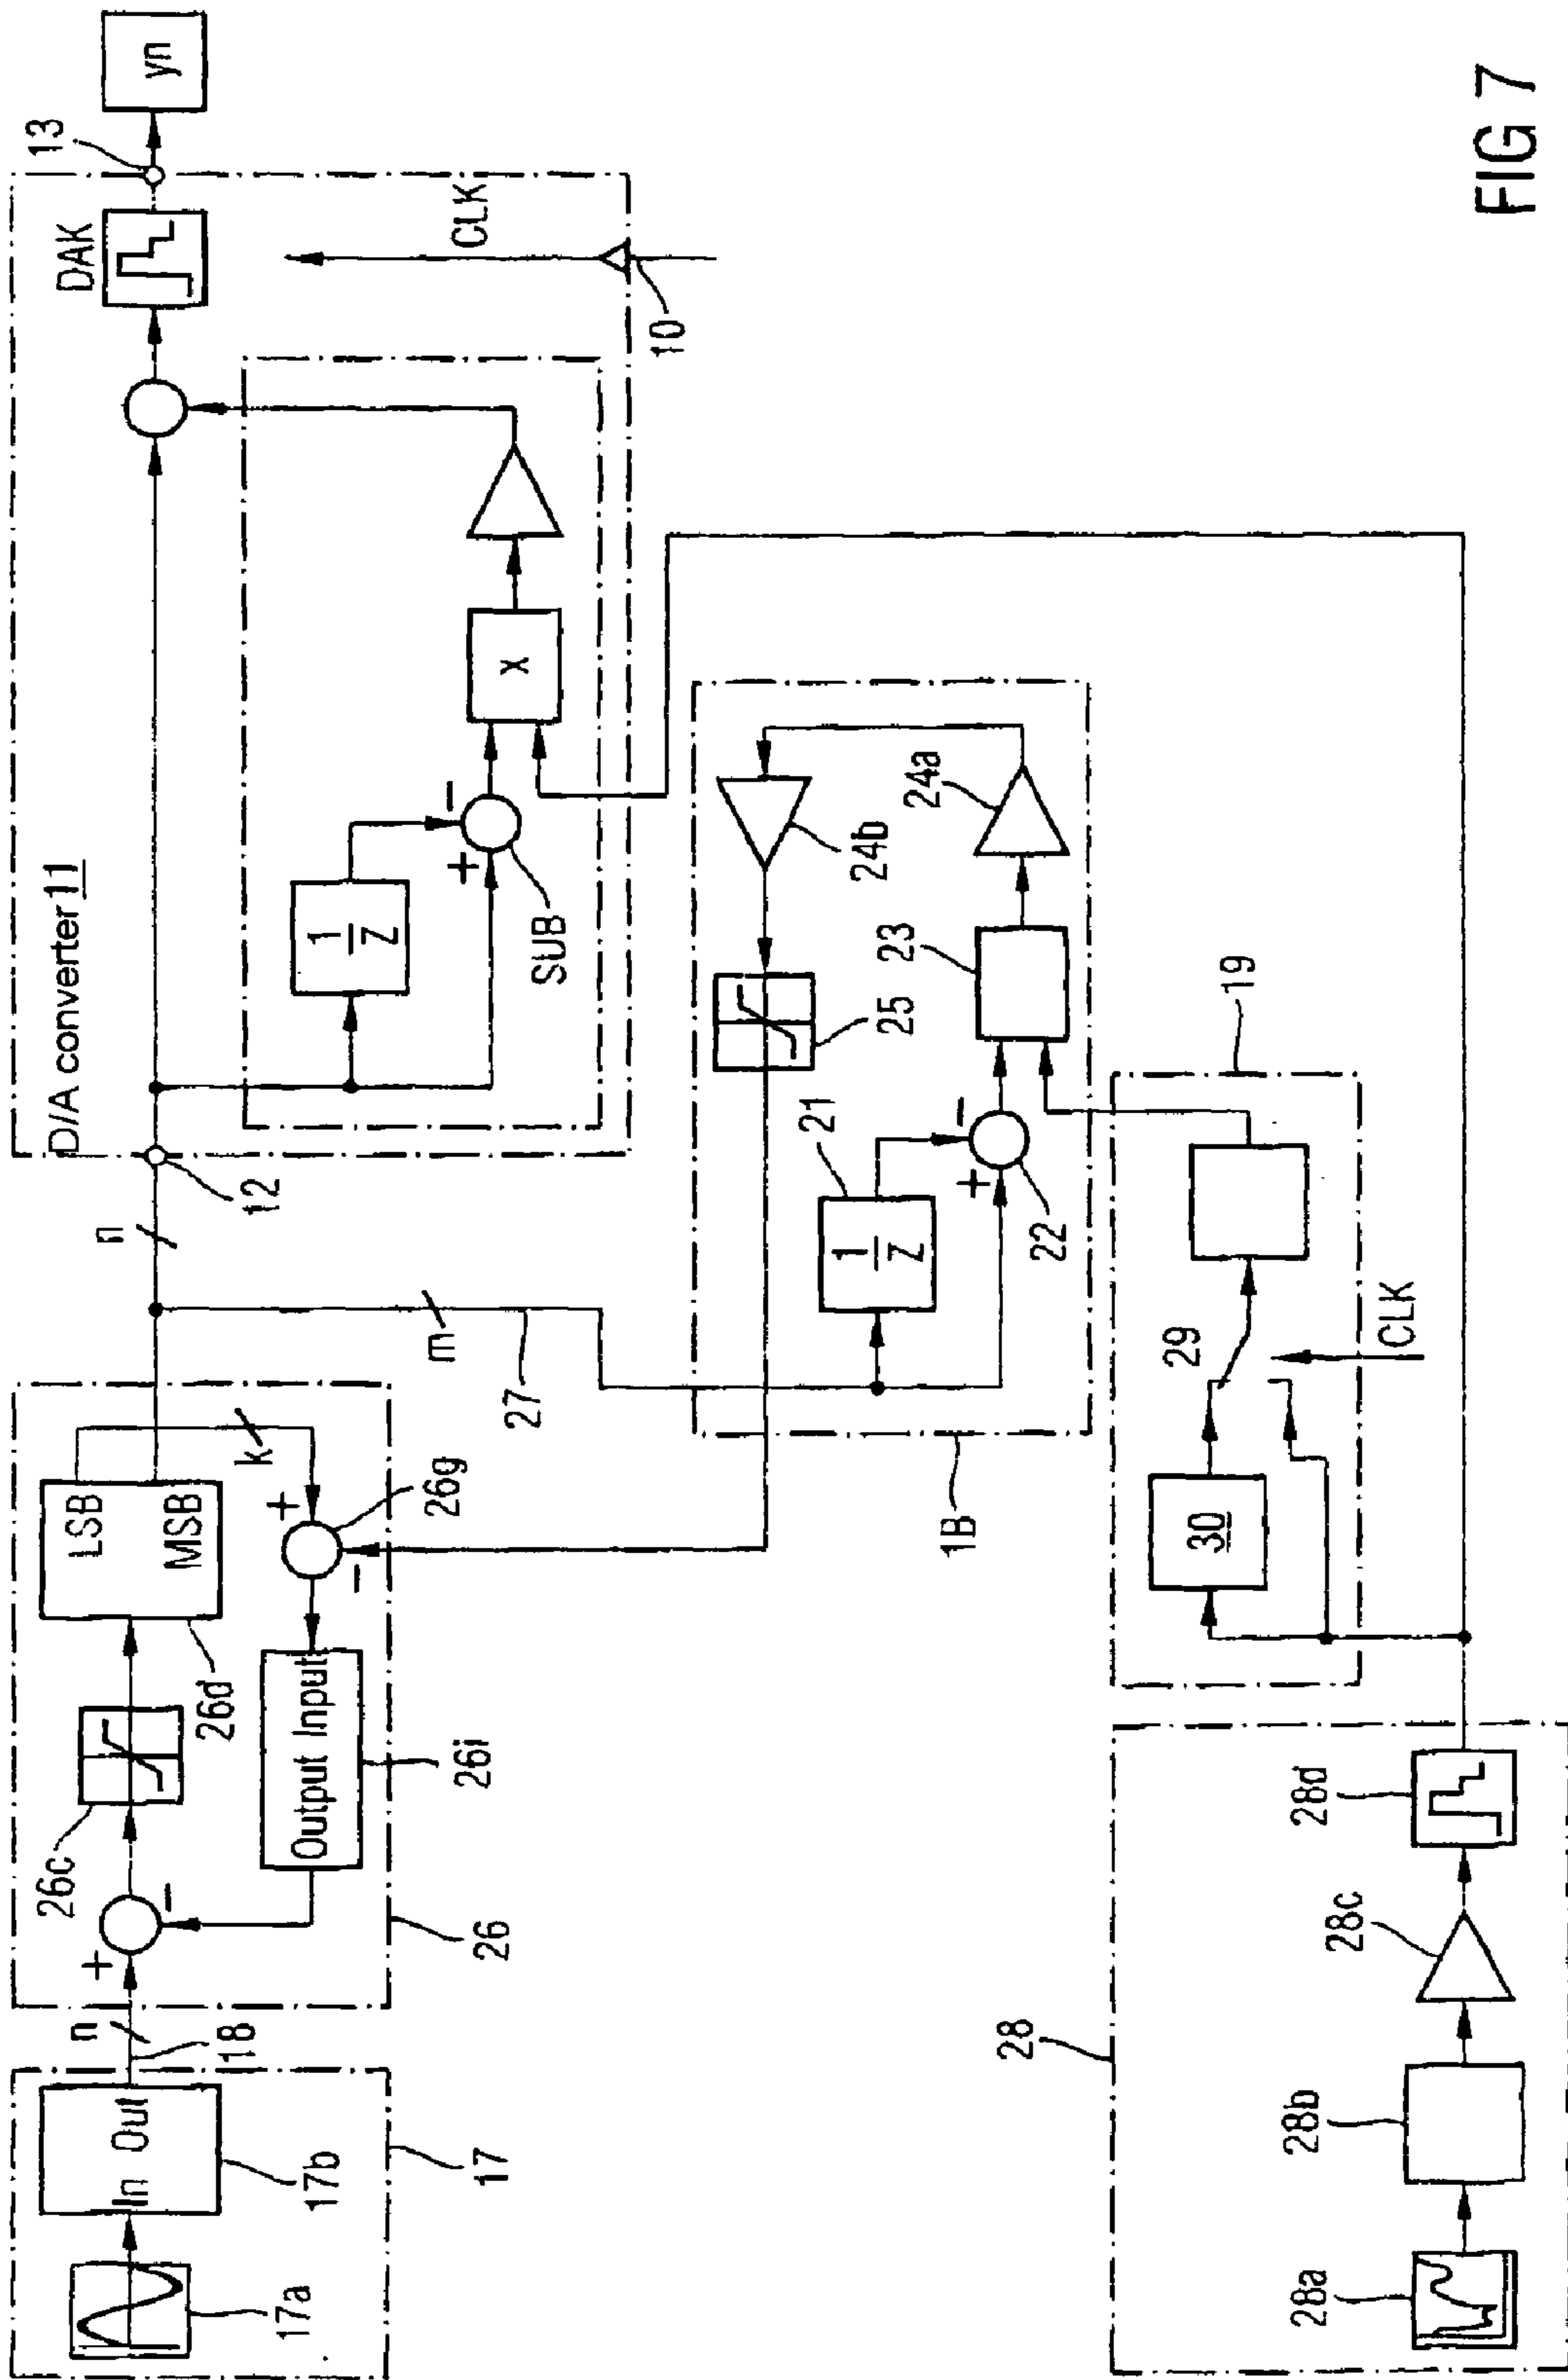 17a
In Out
17b
17
n
18
+
−
26c
26d
LSB
MSB
k
+
−
26g
Output Input
26i
26
n
12
m
27
D/A converter 11
1
z
+
−
SUB
x
DAK
13
yn
CLK
10
1
z
21
+
−
22
23
24a
24b
25
1B
19
30
29
CLK
28
28a
28b
28c
28d
FIG 7